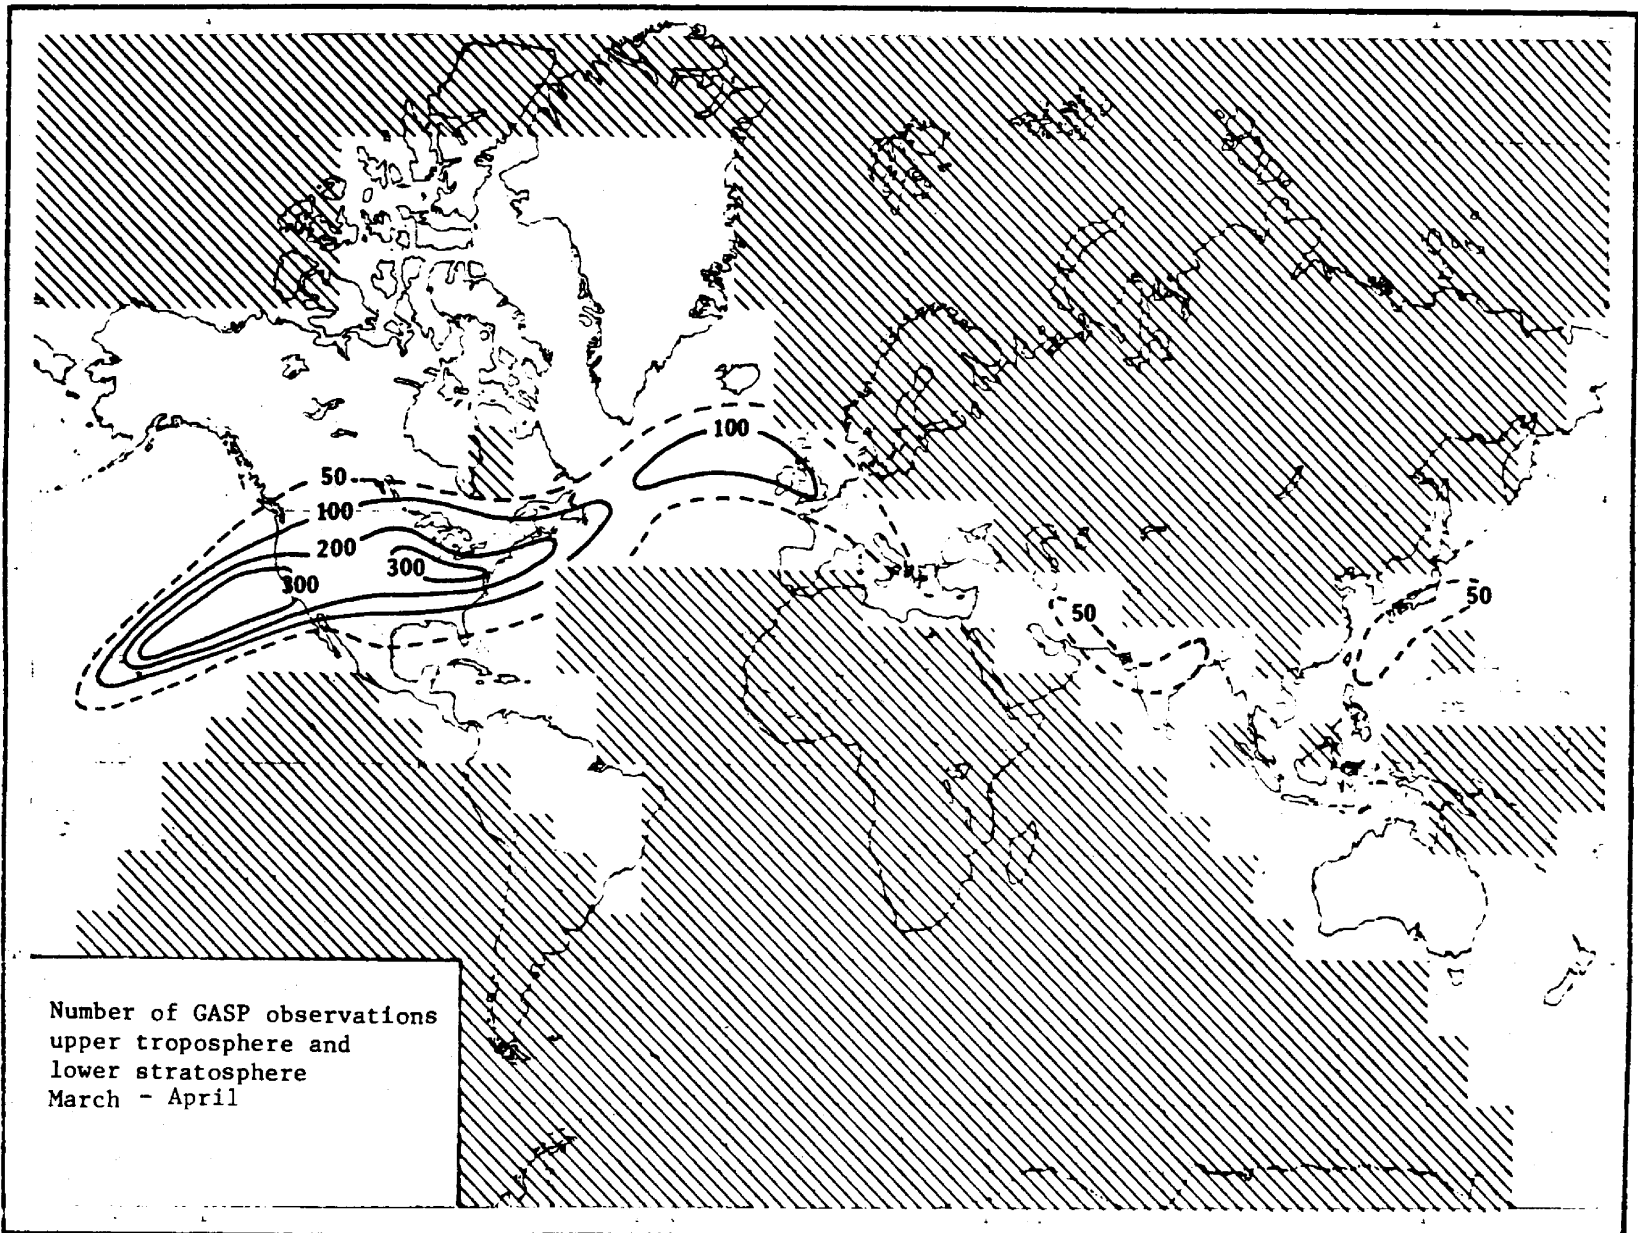 100
50
100
200
300
300
50
50
Number of GASP observations
upper troposphere and
lower stratosphere
March - April